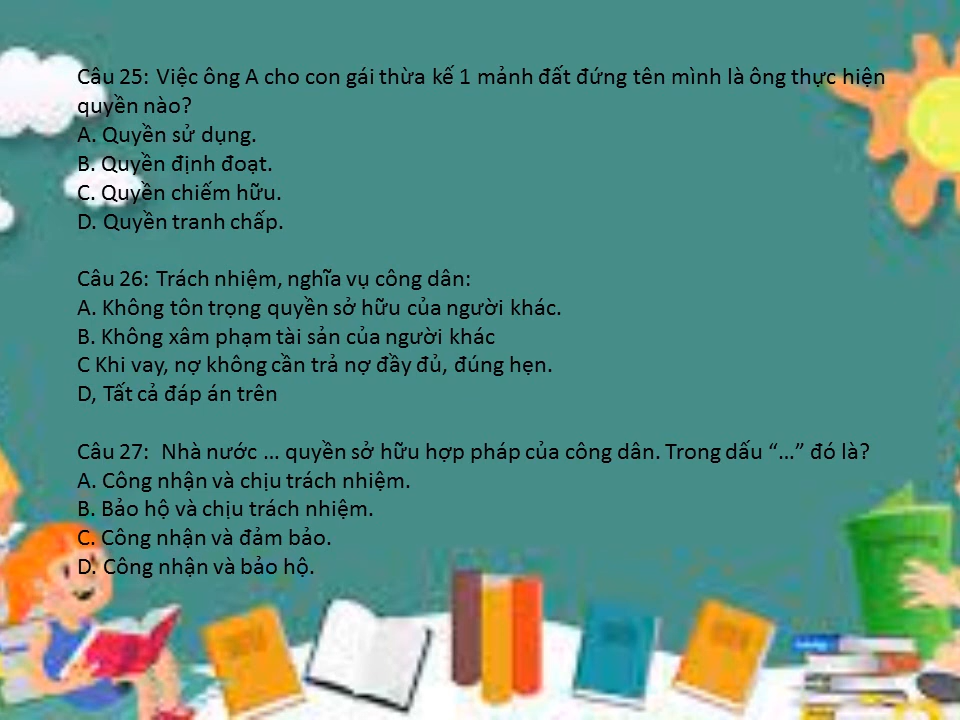 Câu 25: Việc ông A cho con gái thừa kế 1 mảnh đất đứng tên mình là ông thực hiện
quyền nào?
A. Quyền sử dụng.
B. Quyền định đoạt.
C. Quyền chiếm hữu.
D. Quyền tranh chấp.
Câu 26: Trách nhiệm, nghĩa vụ công dân:
A. Không tôn trọng quyền sở hữu của người khác.
B. Không xâm phạm tài sản của người khác
C Khi vay, nợ không cần trả nợ đầy đủ, đúng hẹn.
D, Tất cả đáp án trên
Câu 27:  Nhà nước … quyền sở hữu hợp pháp của công dân. Trong dấu “…” đó là?
A. Công nhận và chịu trách nhiệm.
B. Bảo hộ và chịu trách nhiệm.
C. Công nhận và đảm bảo.
D. Công nhận và bảo hộ.